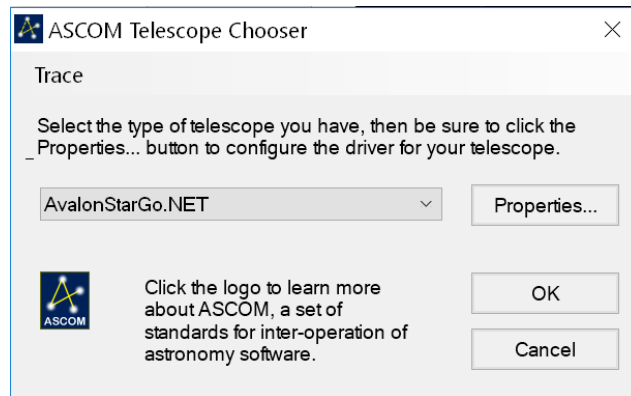 ASCOM Telescope Chooser
Trace
Select the type of telescope you have, then be sure to click the
Properties... button to configure the driver for your telescope.
AvalonStarGo.NET
Properties...
Click the logo to learn more
about ASCOM, a set of
standards for inter-operation of
astronomy software.
ASCOM
OK
Cancel